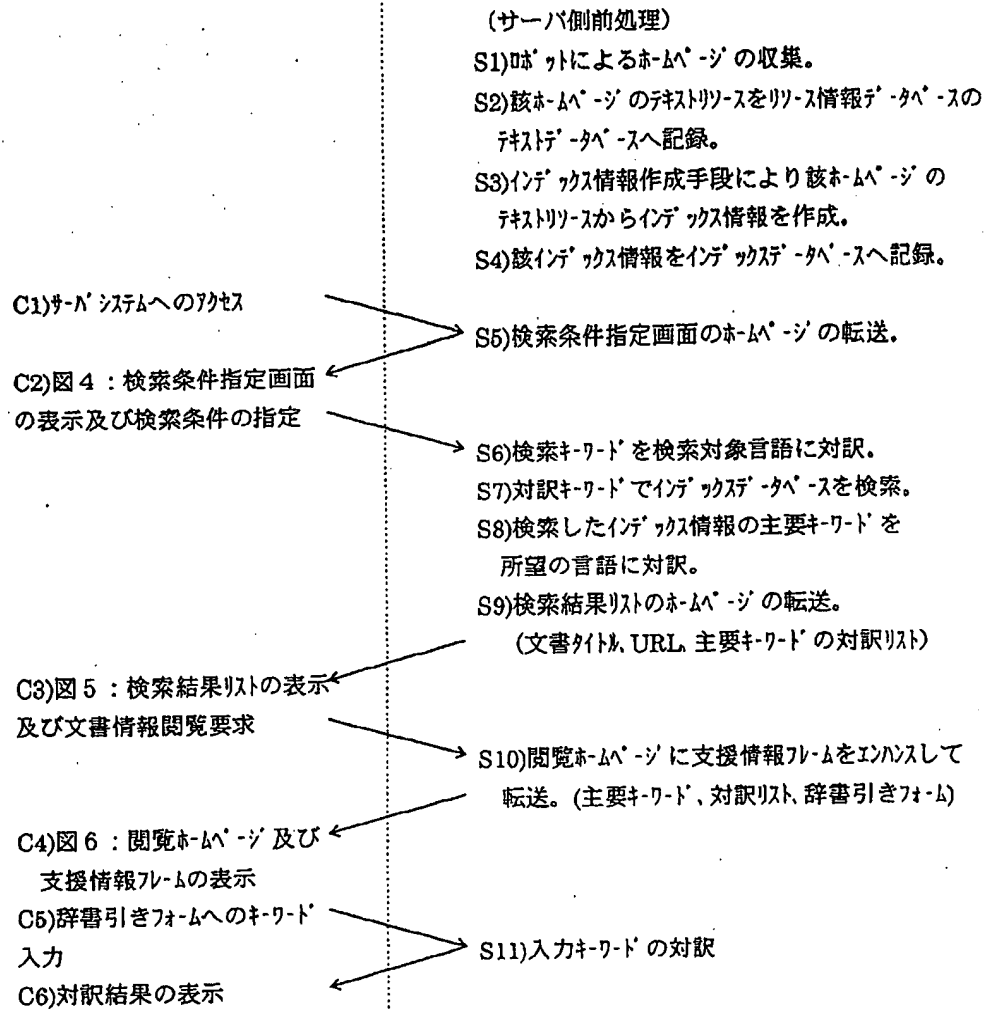 (サーバ側前処理)
S1)ﾛﾎﾞｯﾄによるﾎｰﾑﾍﾟｰｼﾞの収集。
S2)該ﾎｰﾑﾍﾟｰｼﾞのﾃｷｽﾄﾘｿｰｽをﾘｿｰｽ情報ﾃﾞｰﾀﾍﾞｰｽの
ﾃｷｽﾄﾃﾞｰﾀﾍﾞｰｽへ記録。
S3)ｲﾝﾃﾞｯｸｽ情報作成手段により該ﾎｰﾑﾍﾟｰｼﾞの
ﾃｷｽﾄﾘｿｰｽからｲﾝﾃﾞｯｸｽ情報を作成。
S4)該ｲﾝﾃﾞｯｸｽ情報をｲﾝﾃﾞｯｸｽﾃﾞｰﾀﾍﾞｰｽへ記録。
C1)ｻｰﾊﾞｼｽﾃﾑへのｱｸｾｽ
S5)検索条件指定画面のﾎｰﾑﾍﾟｰｼﾞの転送。
C2)図4：検索条件指定画面
の表示及び検索条件の指定
S6)検索ｷｰﾜｰﾄﾞを検索対象言語に対訳。
S7)対訳ｷｰﾜｰﾄﾞでｲﾝﾃﾞｯｸｽﾃﾞｰﾀﾍﾞｰｽを検索。
S8)検索したｲﾝﾃﾞｯｸｽ情報の主要ｷｰﾜｰﾄﾞを
所望の言語に対訳。
S9)検索結果ﾘｽﾄのﾎｰﾑﾍﾟｰｼﾞの転送。
(文書ﾀｲﾄﾙ、URL、主要ｷｰﾜｰﾄﾞの対訳ﾘｽﾄ)
C3)図5：検索結果ﾘｽﾄの表示
及び文書情報閲覧要求
S10)閲覧ﾎｰﾑﾍﾟｰｼﾞに支援情報ﾌﾚｰﾑをｴﾝﾊﾝｽして
転送。(主要ｷｰﾜｰﾄﾞ、対訳ﾘｽﾄ、辞書引きﾌｫｰﾑ)
C4)図6：閲覧ﾎｰﾑﾍﾟｰｼﾞ及び
支援情報ﾌﾚｰﾑの表示
C5)辞書引きﾌｫｰﾑへのｷｰﾜｰﾄﾞ
入力
S11)入力ｷｰﾜｰﾄﾞの対訳
C6)対訳結果の表示